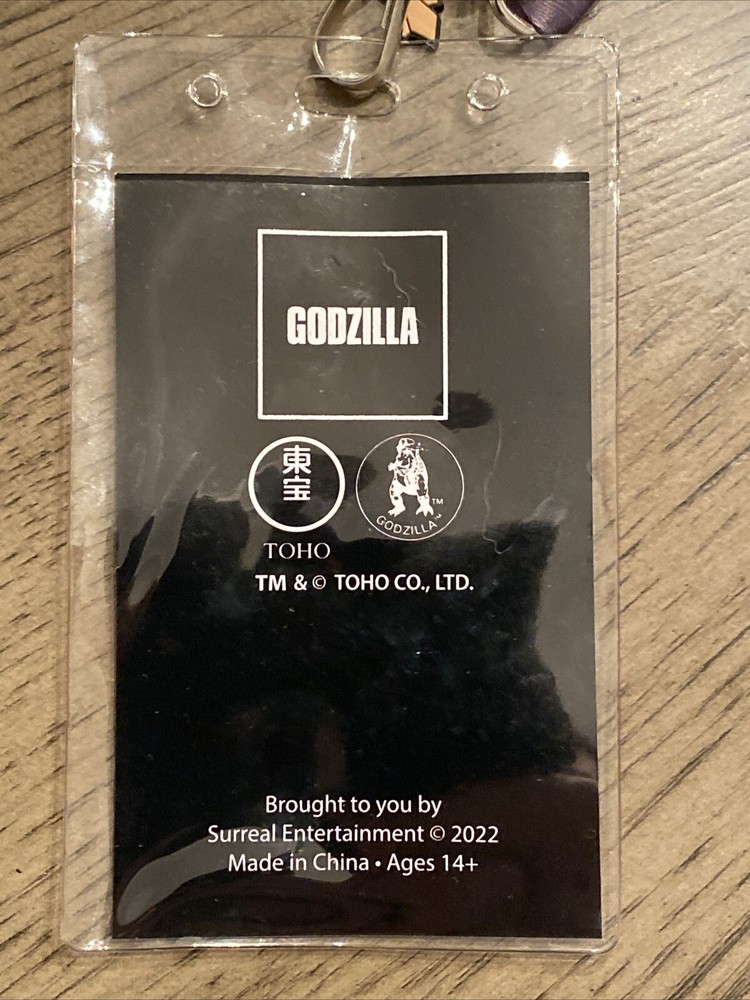 GODZILLA
東宝
TM
GODZILLA™
TOHO
TM & © TOHO CO., LTD.
Brought to you by
Surreal Entertainment © 2022
Made in China • Ages 14+